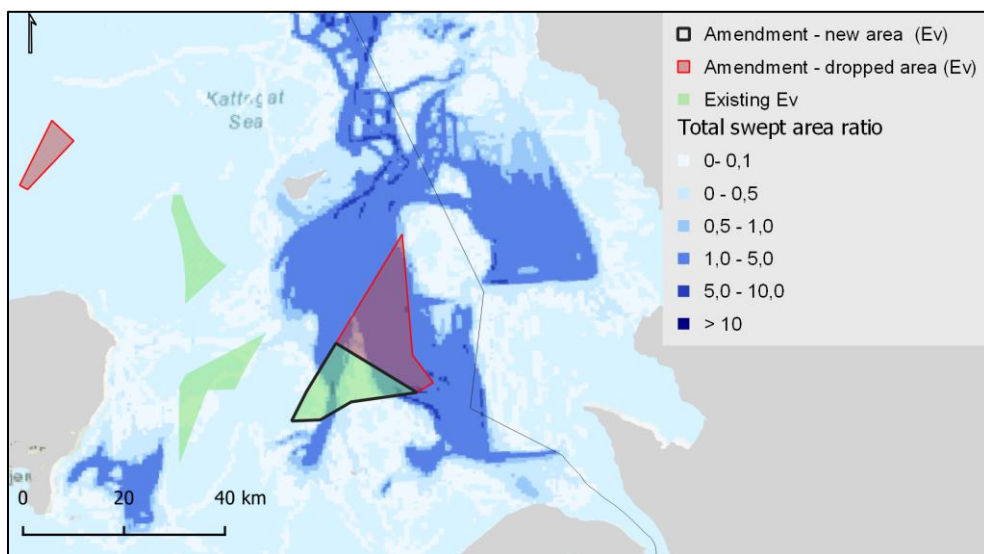 Kattegat
Sea
Amendment - new area (Ev)
Amendment - dropped area (Ev)
Existing Ev
Total swept area ratio
0- 0,1
0 - 0,5
0,5 - 1,0
1,0 - 5,0
5,0 - 10,0
> 10
0 20 40 km